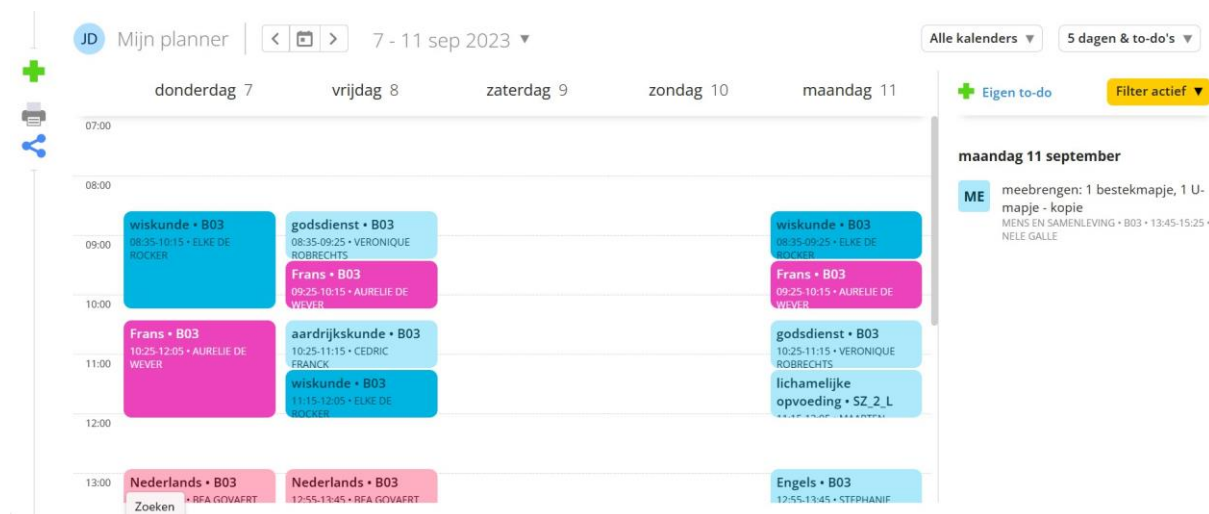 JD Mijn planner 7 - 11 sep 2023 Alle kalenders 5 dagen & to-do's
donderdag 7 vrijdag 8 zaterdag 9 zondag 10 maandag 11
Eigen to-do Filter actief
07:00
08:00
09:00
10:00
11:00
12:00
13:00
wiskunde • B03
08:35-10:15 • ELKE DE
ROCKER
Frans • B03
10:25-12:05 • AURELIE DE
WEVER
Nederlands • B03
• BEA GOVAERT
Zoeken
godsdienst • B03
08:35-09:25 • VERONIQUE
ROBRECHTS
Frans • B03
09:25-10:15 • AURELIE DE
WEVER
aardrijkskunde • B03
10:25-11:15 • CEDRIC
FRANCK
wiskunde • B03
11:15-12:05 • ELKE DE
ROCKER
Nederlands • B03
12:55-13:45 • BEA GOVAERT
wiskunde • B03
08:35-09:25 • ELKE DE
ROCKER
Frans • B03
09:25-10:15 • AURELIE DE
WEVER
godsdienst • B03
10:25-11:15 • VERONIQUE
ROBRECHTS
lichamelijke
opvoeding • SZ_2_L
11:15-12:05 • MAARTEN
Engels • B03
12:55-13:45 • STEPHANIE
maandag 11 september
ME
meebrengen: 1 bestekmapje, 1 U-
mapje - kopie
MENS EN SAMENLEVING • B03 • 13:45-15:25 •
NELE GALLE